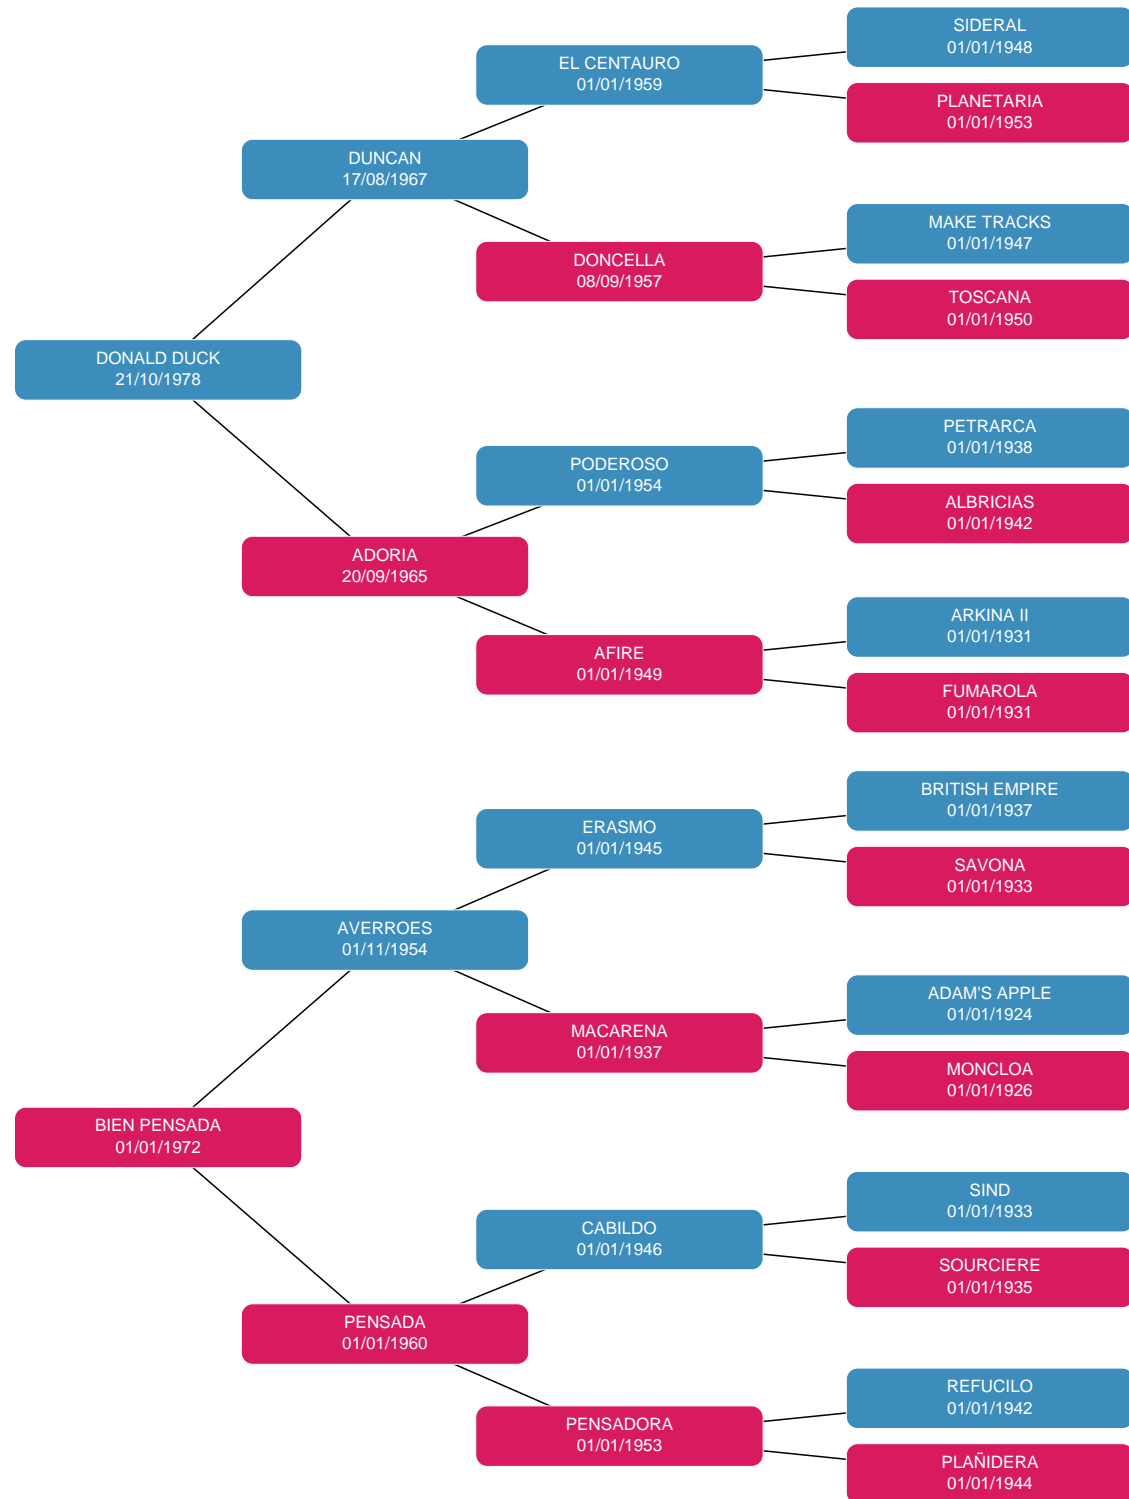 SIDERAL
01/01/1948
EL CENTAURO
01/01/1959
PLANETARIA
01/01/1953
DUNCAN
17/08/1967
MAKE TRACKS
01/01/1947
DONCELLA
08/09/1957
TOSCANA
01/01/1950
DONALD DUCK
21/10/1978
PETRARCA
01/01/1938
PODEROSO
01/01/1954
ALBRICIAS
01/01/1942
ADORIA
20/09/1965
ARKINA II
01/01/1931
AFIRE
01/01/1949
FUMAROLA
01/01/1931
BRITISH EMPIRE
01/01/1937
ERASMO
01/01/1945
SAVONA
01/01/1933
AVERROES
01/11/1954
ADAM'S APPLE
01/01/1924
MACARENA
01/01/1937
MONCLOA
01/01/1926
BIEN PENSADA
01/01/1972
SIND
01/01/1933
CABILDO
01/01/1946
SOURCIERE
01/01/1935
PENSADA
01/01/1960
REFUCILO
01/01/1942
PENSADORA
01/01/1953
PLAÑIDERA
01/01/1944